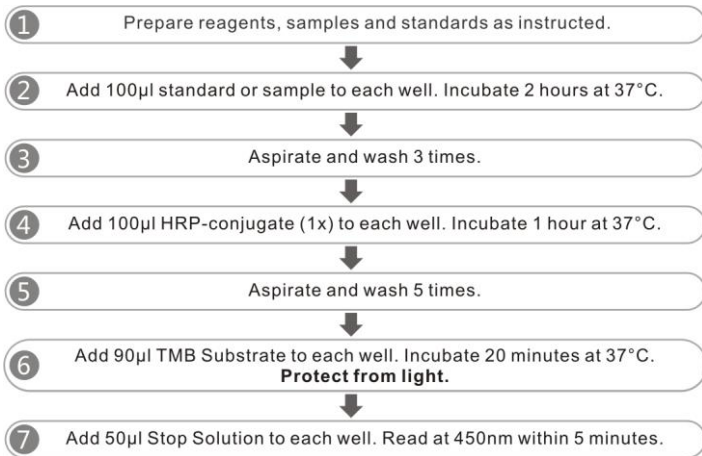 1 Prepare reagents, samples and standards as instructed.
2 Add 100µl standard or sample to each well. Incubate 2 hours at 37°C.
3 Aspirate and wash 3 times.
4 Add 100µl HRP-conjugate (1x) to each well. Incubate 1 hour at 37°C.
5 Aspirate and wash 5 times.
6 Add 90µl TMB Substrate to each well. Incubate 20 minutes at 37°C.
Protect from light.
7 Add 50µl Stop Solution to each well. Read at 450nm within 5 minutes.